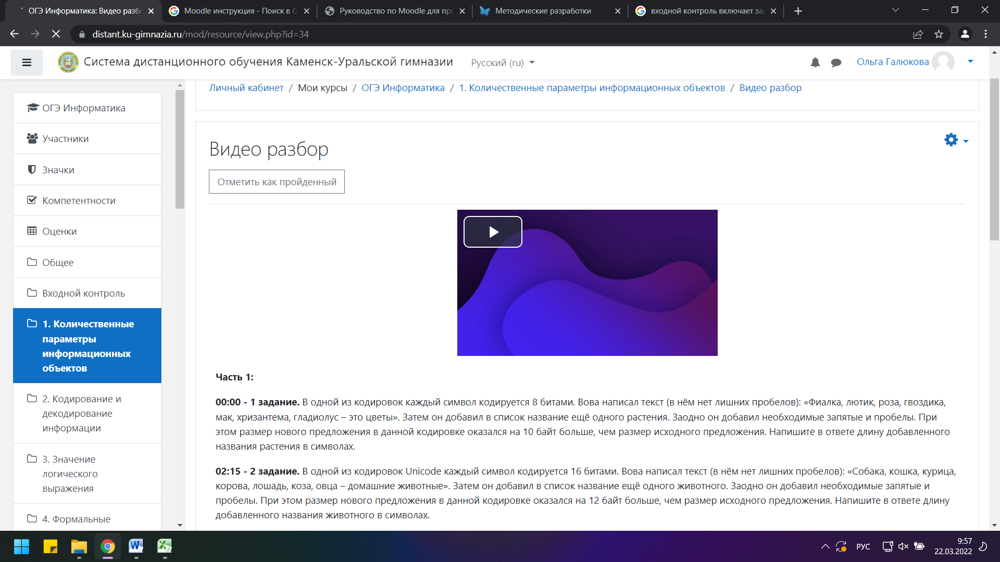 ОГЭ Информатика: Видео разбо
Moodle инструкция - Поиск в G
Руководство по Moodle для пре
Методические разработки
входной контроль включает за
distant.ku-gimnazia.ru/mod/resource/view.php?id=34
Система дистанционного обучения Каменск-Уральской гимназии
Русский (ru)
Ольга Галюкова
Личный кабинет / Мои курсы / ОГЭ Информатика / 1. Количественные параметры информационных объектов / Видео разбор
ОГЭ Информатика
Участники
Значки
Компетентности
Оценки
Общее
Входной контроль
1. Количественные
параметры
информационных
объектов
2. Кодирование и
декодирование
информации
3. Значение
логического
выражения
4. Формальные
Видео разбор
Отметить как пройденный
Часть 1:
00:00 - 1 задание. В одной из кодировок каждый символ кодируется 8 битами. Вова написал текст (в нём нет лишних пробелов): «Фиалка, лютик, роза, гвоздика,
мак, хризантема, гладиолус – это цветы». Затем он добавил в список название ещё одного растения. Заодно он добавил необходимые запятые и пробелы. При
этом размер нового предложения в данной кодировке оказался на 10 байт больше, чем размер исходного предложения. Напишите в ответе длину добавленного
названия растения в символах.
02:15 - 2 задание. В одной из кодировок Unicode каждый символ кодируется 16 битами. Вова написал текст (в нём нет лишних пробелов): «Собака, кошка, курица,
корова, лошадь, коза, овца – домашние животные». Затем он добавил в список название ещё одного животного. Заодно он добавил необходимые запятые и
пробелы. При этом размер нового предложения в данной кодировке оказался на 12 байт больше, чем размер исходного предложения. Напишите в ответе длину
добавленного названия животного в символах.
РУС
9:57
22.03.2022